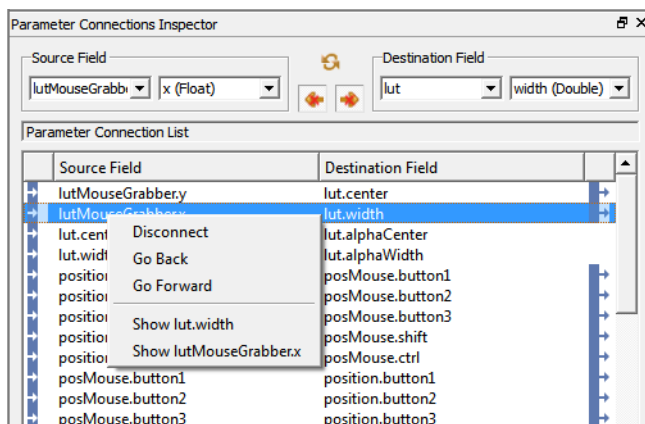 Parameter Connections Inspector
Source Field
Destination Field
lutMouseGrabb
x (Float)
lut
width (Double)
Parameter Connection List
Source Field Destination Field
lutMouseGrabber.y lut.center
lutMouseGrabber.x lut.width
lut.cent lut.alphaCenter
lut.widt lut.alphaWidth
position posMouse.button1
position posMouse.button2
position posMouse.button3
position posMouse.shift
position posMouse.ctrl
posMouse.button1 position.button1
posMouse.button2 position.button2
posMouse.button3 position.button3
Disconnect
Go Back
Go Forward
Show lut.width
Show lutMouseGrabber.x